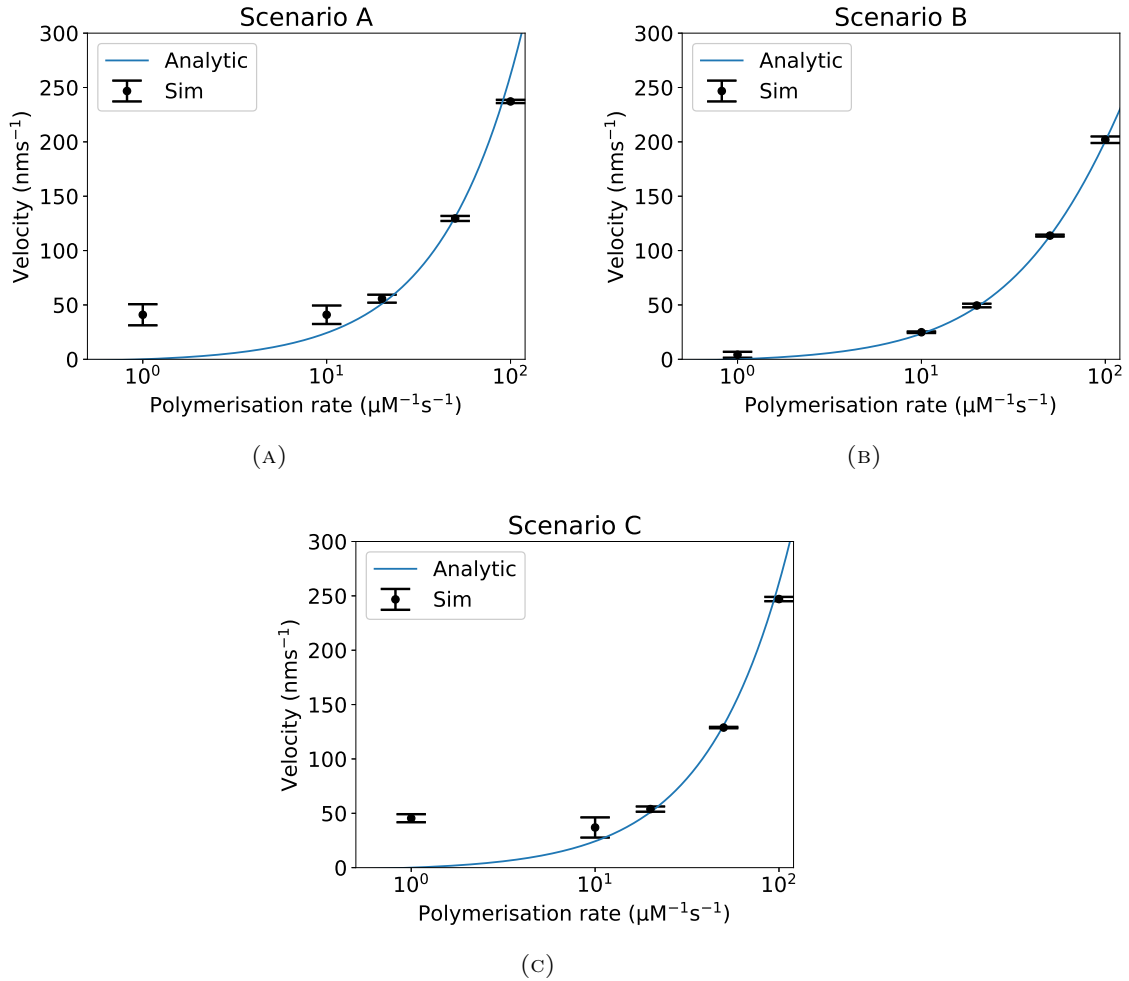 Scenario A
300
250
200
150
100
50
0
Velocity (nms⁻¹)
Analytic
Sim
10⁰
10¹
10²
Polymerisation rate (μM⁻¹s⁻¹)
(A)
Scenario B
300
250
200
150
100
50
0
Velocity (nms⁻¹)
Analytic
Sim
10⁰
10¹
10²
Polymerisation rate (μM⁻¹s⁻¹)
(B)
Scenario C
300
250
200
150
100
50
0
Velocity (nms⁻¹)
Analytic
Sim
10⁰
10¹
10²
Polymerisation rate (μM⁻¹s⁻¹)
(C)